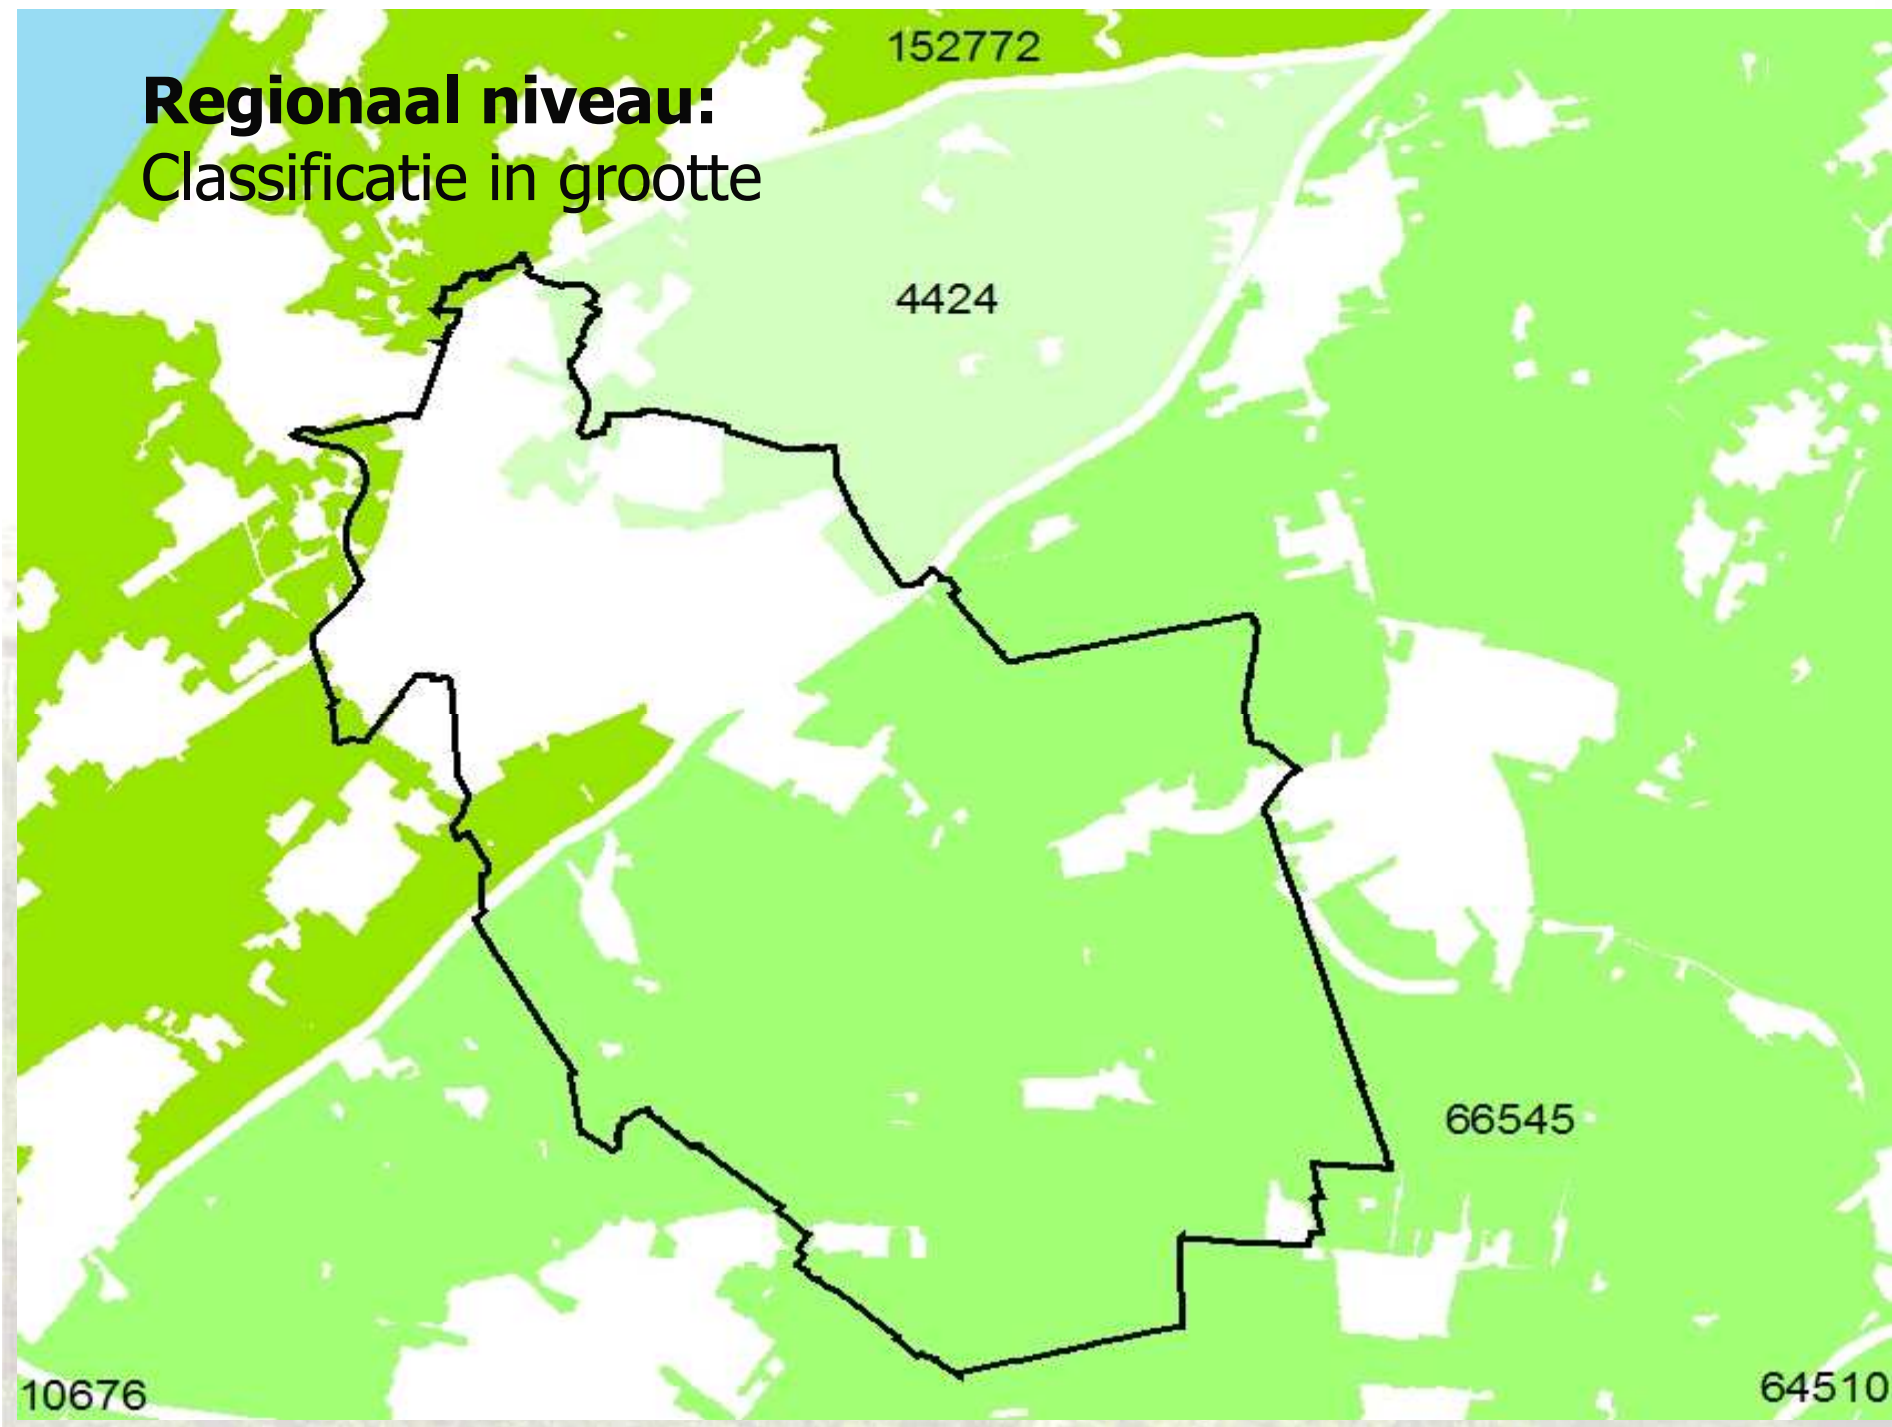 152772
Regionaal niveau:
Classificatie in grootte
4424
66545
10676
64510